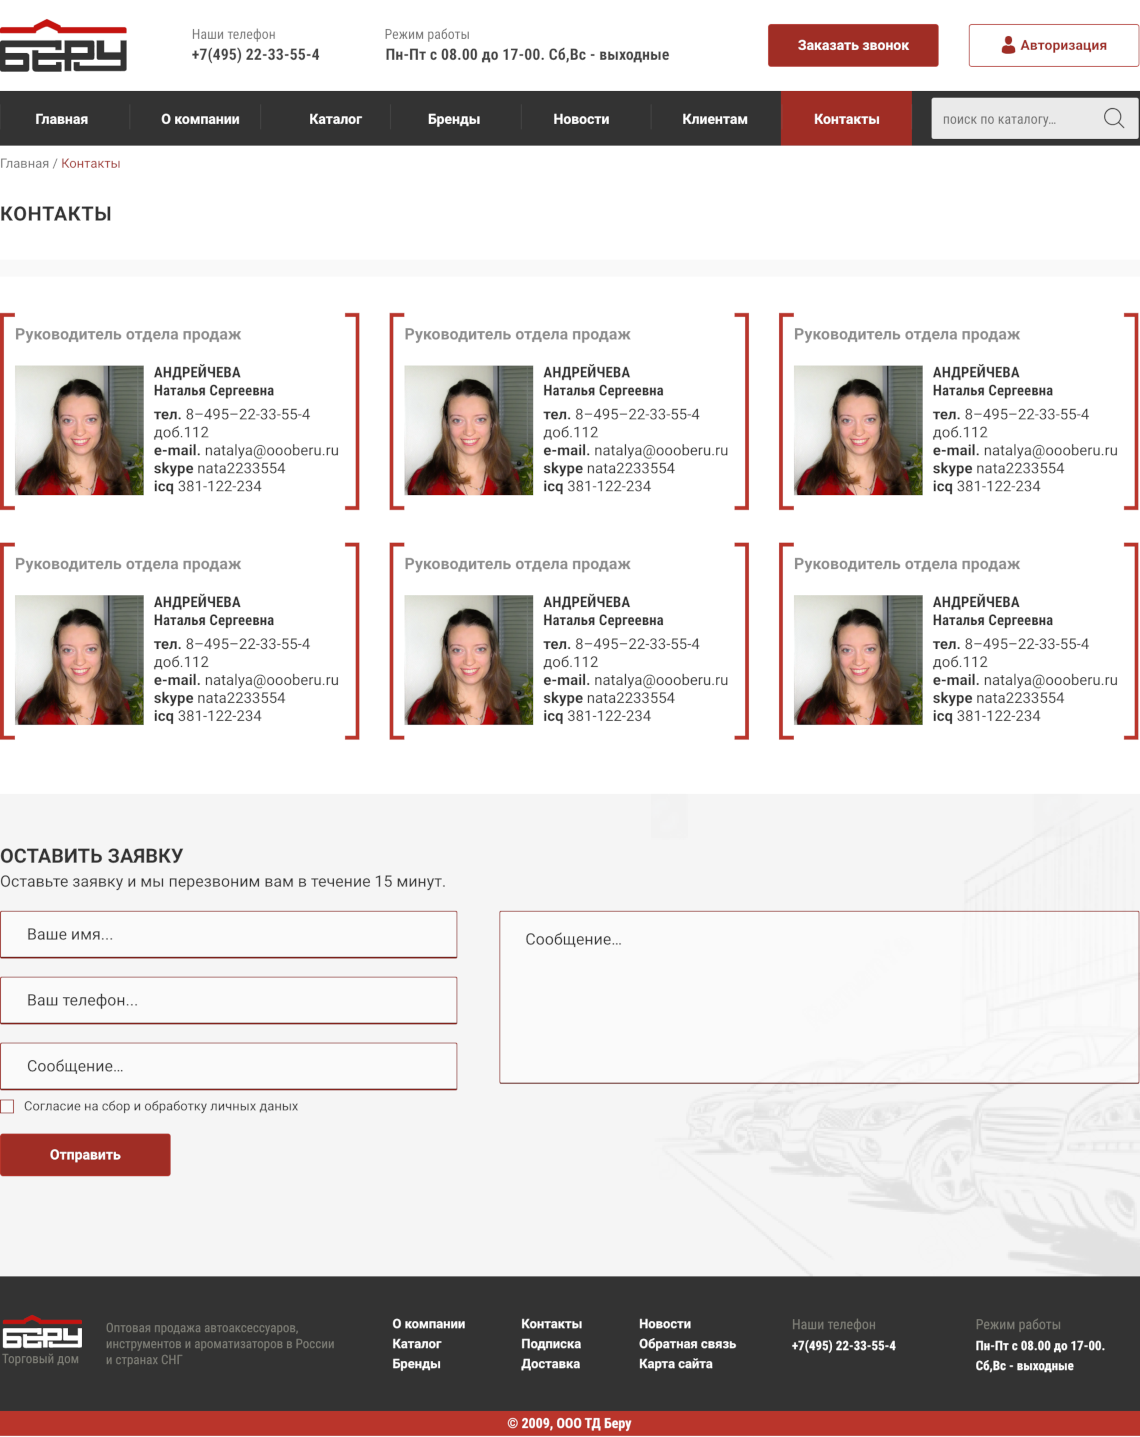 БЕРУ
Наши телефон
+7(495) 22-33-55-4
Режим работы
Пн-Пт с 08.00 до 17-00. Сб,Вс - выходные
Заказать звонок
Авторизация
Главная
О компании
Каталог
Бренды
Новости
Клиентам
Контакты
поиск по каталогу...
Главная / Контакты
КОНТАКТЫ
Руководитель отдела продаж
АНДРЕЙЧЕВА
Наталья Сергеевна
тел. 8–495–22-33-55-4
доб.112
e-mail. natalya@oooberu.ru
skype nata2233554
icq 381-122-234
Руководитель отдела продаж
АНДРЕЙЧЕВА
Наталья Сергеевна
тел. 8–495–22-33-55-4
доб.112
e-mail. natalya@oooberu.ru
skype nata2233554
icq 381-122-234
Руководитель отдела продаж
АНДРЕЙЧЕВА
Наталья Сергеевна
тел. 8–495–22-33-55-4
доб.112
e-mail. natalya@oooberu.ru
skype nata2233554
icq 381-122-234
Руководитель отдела продаж
АНДРЕЙЧЕВА
Наталья Сергеевна
тел. 8–495–22-33-55-4
доб.112
e-mail. natalya@oooberu.ru
skype nata2233554
icq 381-122-234
Руководитель отдела продаж
АНДРЕЙЧЕВА
Наталья Сергеевна
тел. 8–495–22-33-55-4
доб.112
e-mail. natalya@oooberu.ru
skype nata2233554
icq 381-122-234
Руководитель отдела продаж
АНДРЕЙЧЕВА
Наталья Сергеевна
тел. 8–495–22-33-55-4
доб.112
e-mail. natalya@oooberu.ru
skype nata2233554
icq 381-122-234
ОСТАВИТЬ ЗАЯВКУ
Оставьте заявку и мы перезвоним вам в течение 15 минут.
Ваше имя...
Ваш телефон...
Сообщение...
Сообщение...
Согласие на сбор и обработку личных даных
Отправить
БЕРУ
Торговый дом
Оптовая продажа автоаксессуаров,
инструментов и ароматизаторов в России
и странах СНГ
О компании
Каталог
Бренды
Контакты
Подписка
Доставка
Новости
Обратная связь
Карта сайта
Наши телефон
+7(495) 22-33-55-4
Режим работы
Пн-Пт с 08.00 до 17-00.
Сб,Вс - выходные
© 2009, ООО ТД Беру